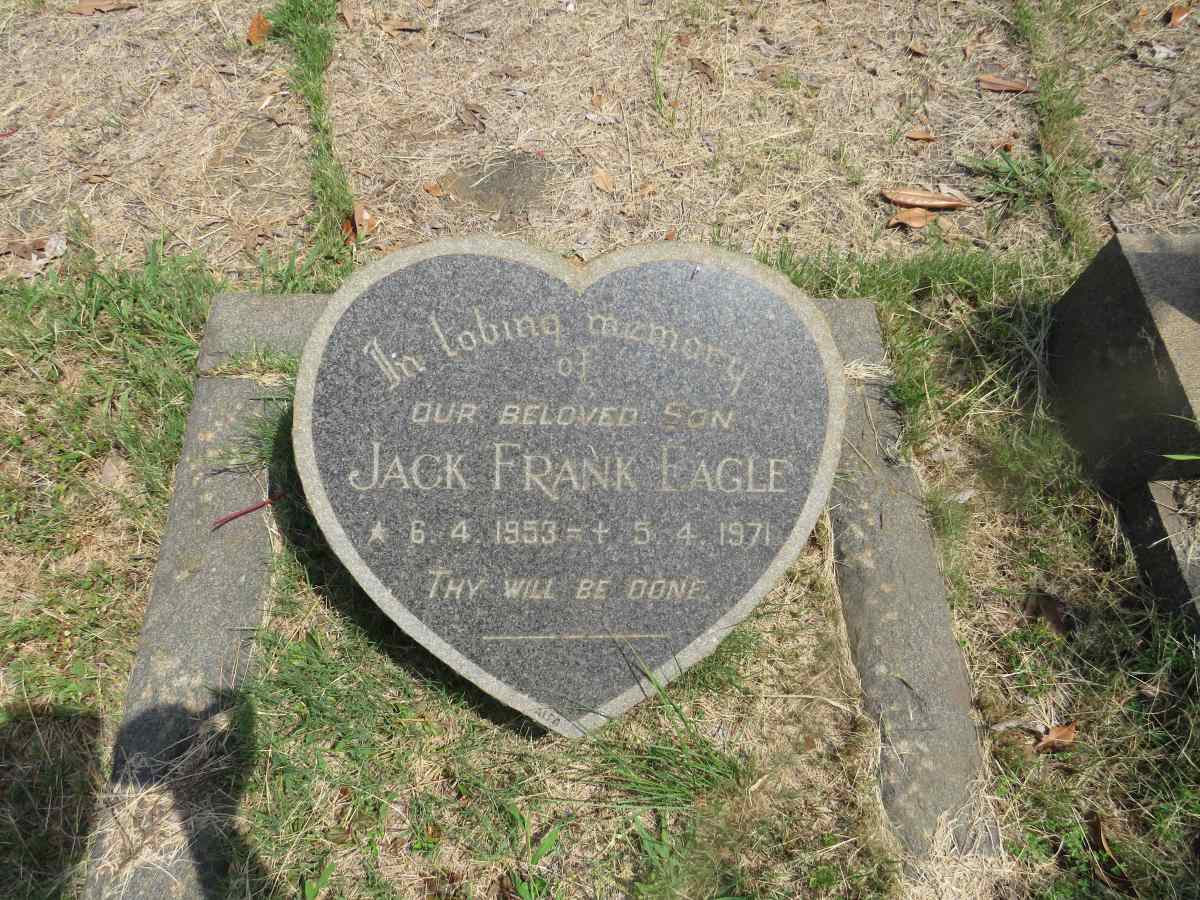 In loving memory
of
OUR BELOVED SON
JACK FRANK EAGLE
★ 6. 4. 1953 = + 5. 4. 1971
THY WILL BE DONE.